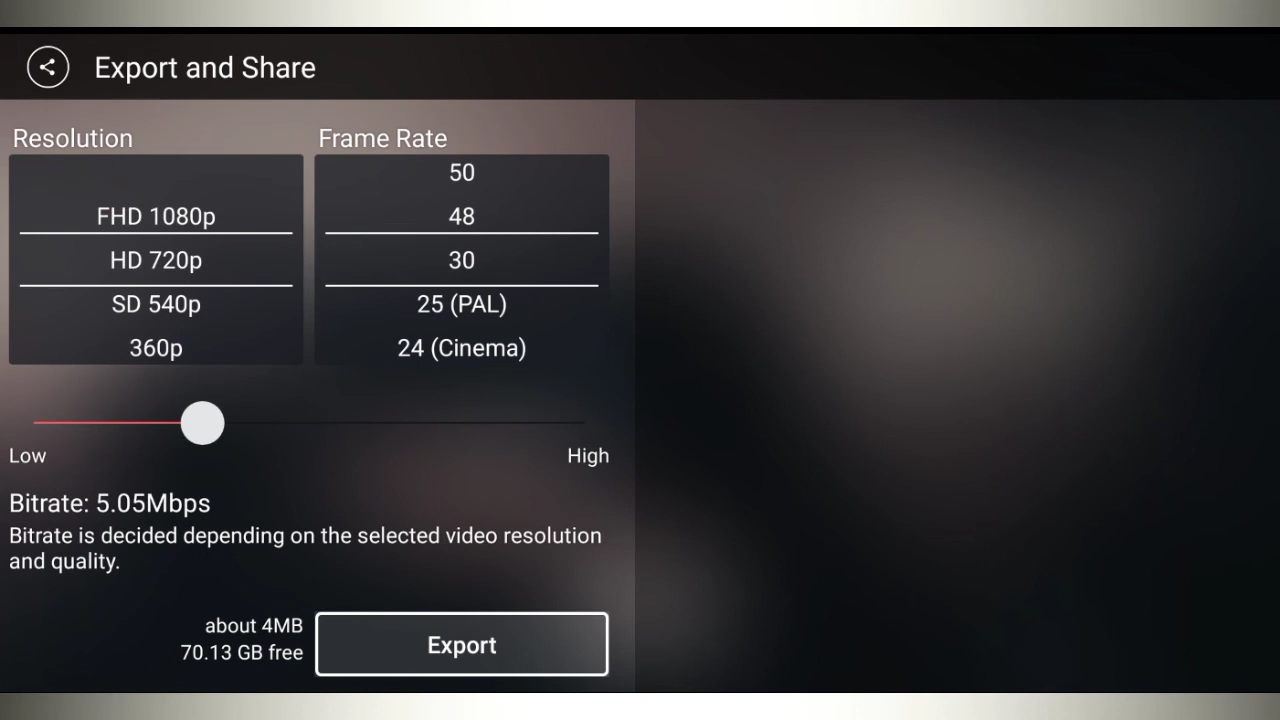 Export and Share
Resolution
FHD 1080p
HD 720p
SD 540p
360p
Frame Rate
50
48
30
25 (PAL)
24 (Cinema)
Low
High
Bitrate: 5.05Mbps
Bitrate is decided depending on the selected video resolution
and quality.
about 4MB
70.13 GB free
Export